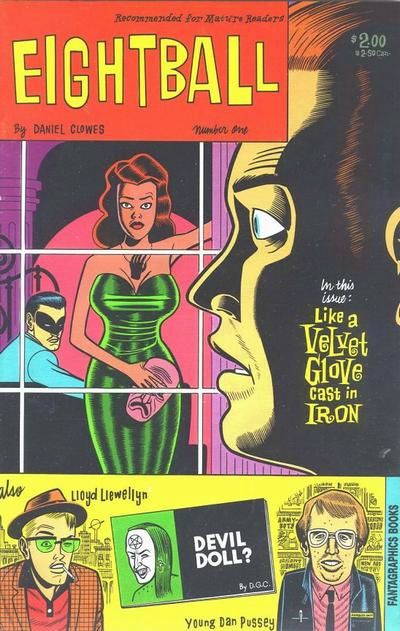 Recommended for Mature Readers
EIGHTBALL
$2.00
$2.50 Can.
By DANIEL CLOWES
Number One
In this
issue:
Like a
VELVET
GLOVE
cast in
IRON
also
Lloyd Llewellyn
DEVIL
DOLL?
By D.G.C.
Young Dan Pussey
FANTAGRAPHICS BOOKS